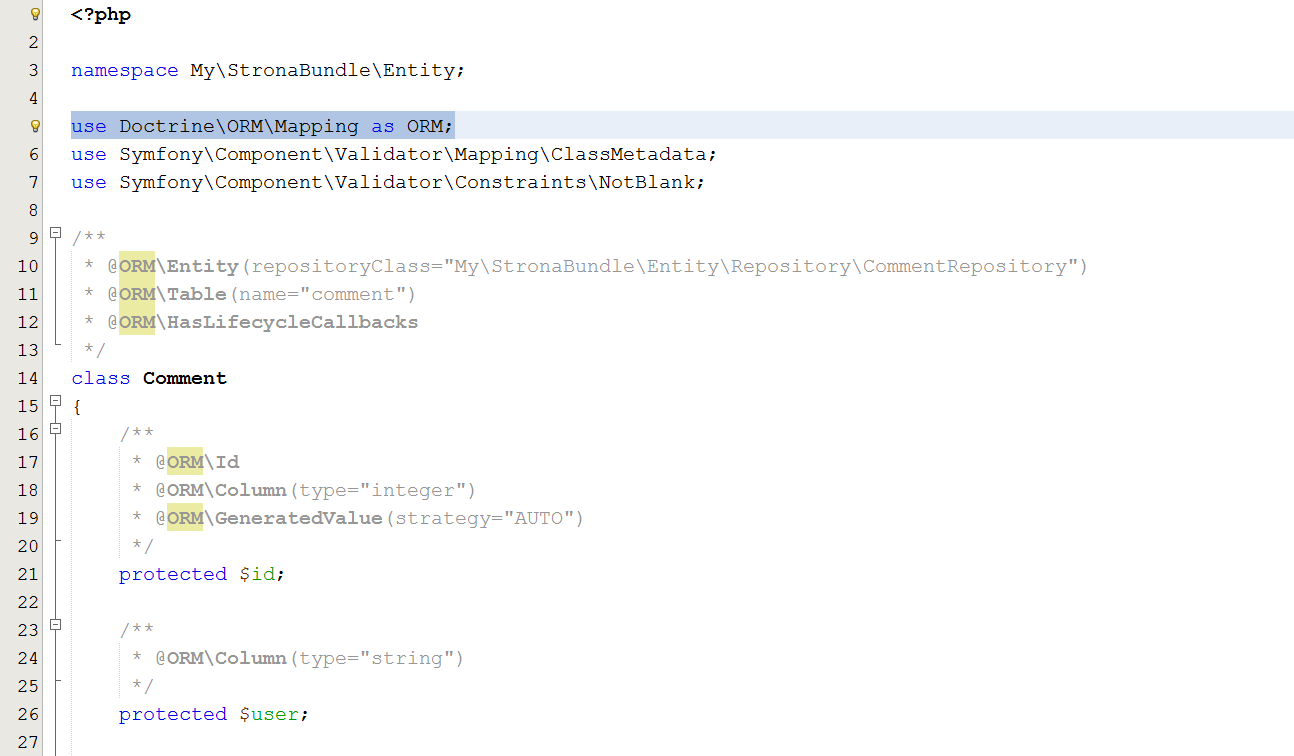 <?php
2
3 namespace My\StronaBundle\Entity;
4
use Doctrine\ORM\Mapping as ORM;
6 use Symfony\Component\Validator\Mapping\ClassMetadata;
7 use Symfony\Component\Validator\Constraints\NotBlank;
8
9 /**
10 * @ORM\Entity(repositoryClass="My\StronaBundle\Entity\Repository\CommentRepository")
11 * @ORM\Table(name="comment")
12 * @ORM\HasLifecycleCallbacks
13 */
14 class Comment
15 {
16 /**
17 * @ORM\Id
18 * @ORM\Column(type="integer")
19 * @ORM\GeneratedValue(strategy="AUTO")
20 */
21 protected $id;
22
23 /**
24 * @ORM\Column(type="string")
25 */
26 protected $user;
27